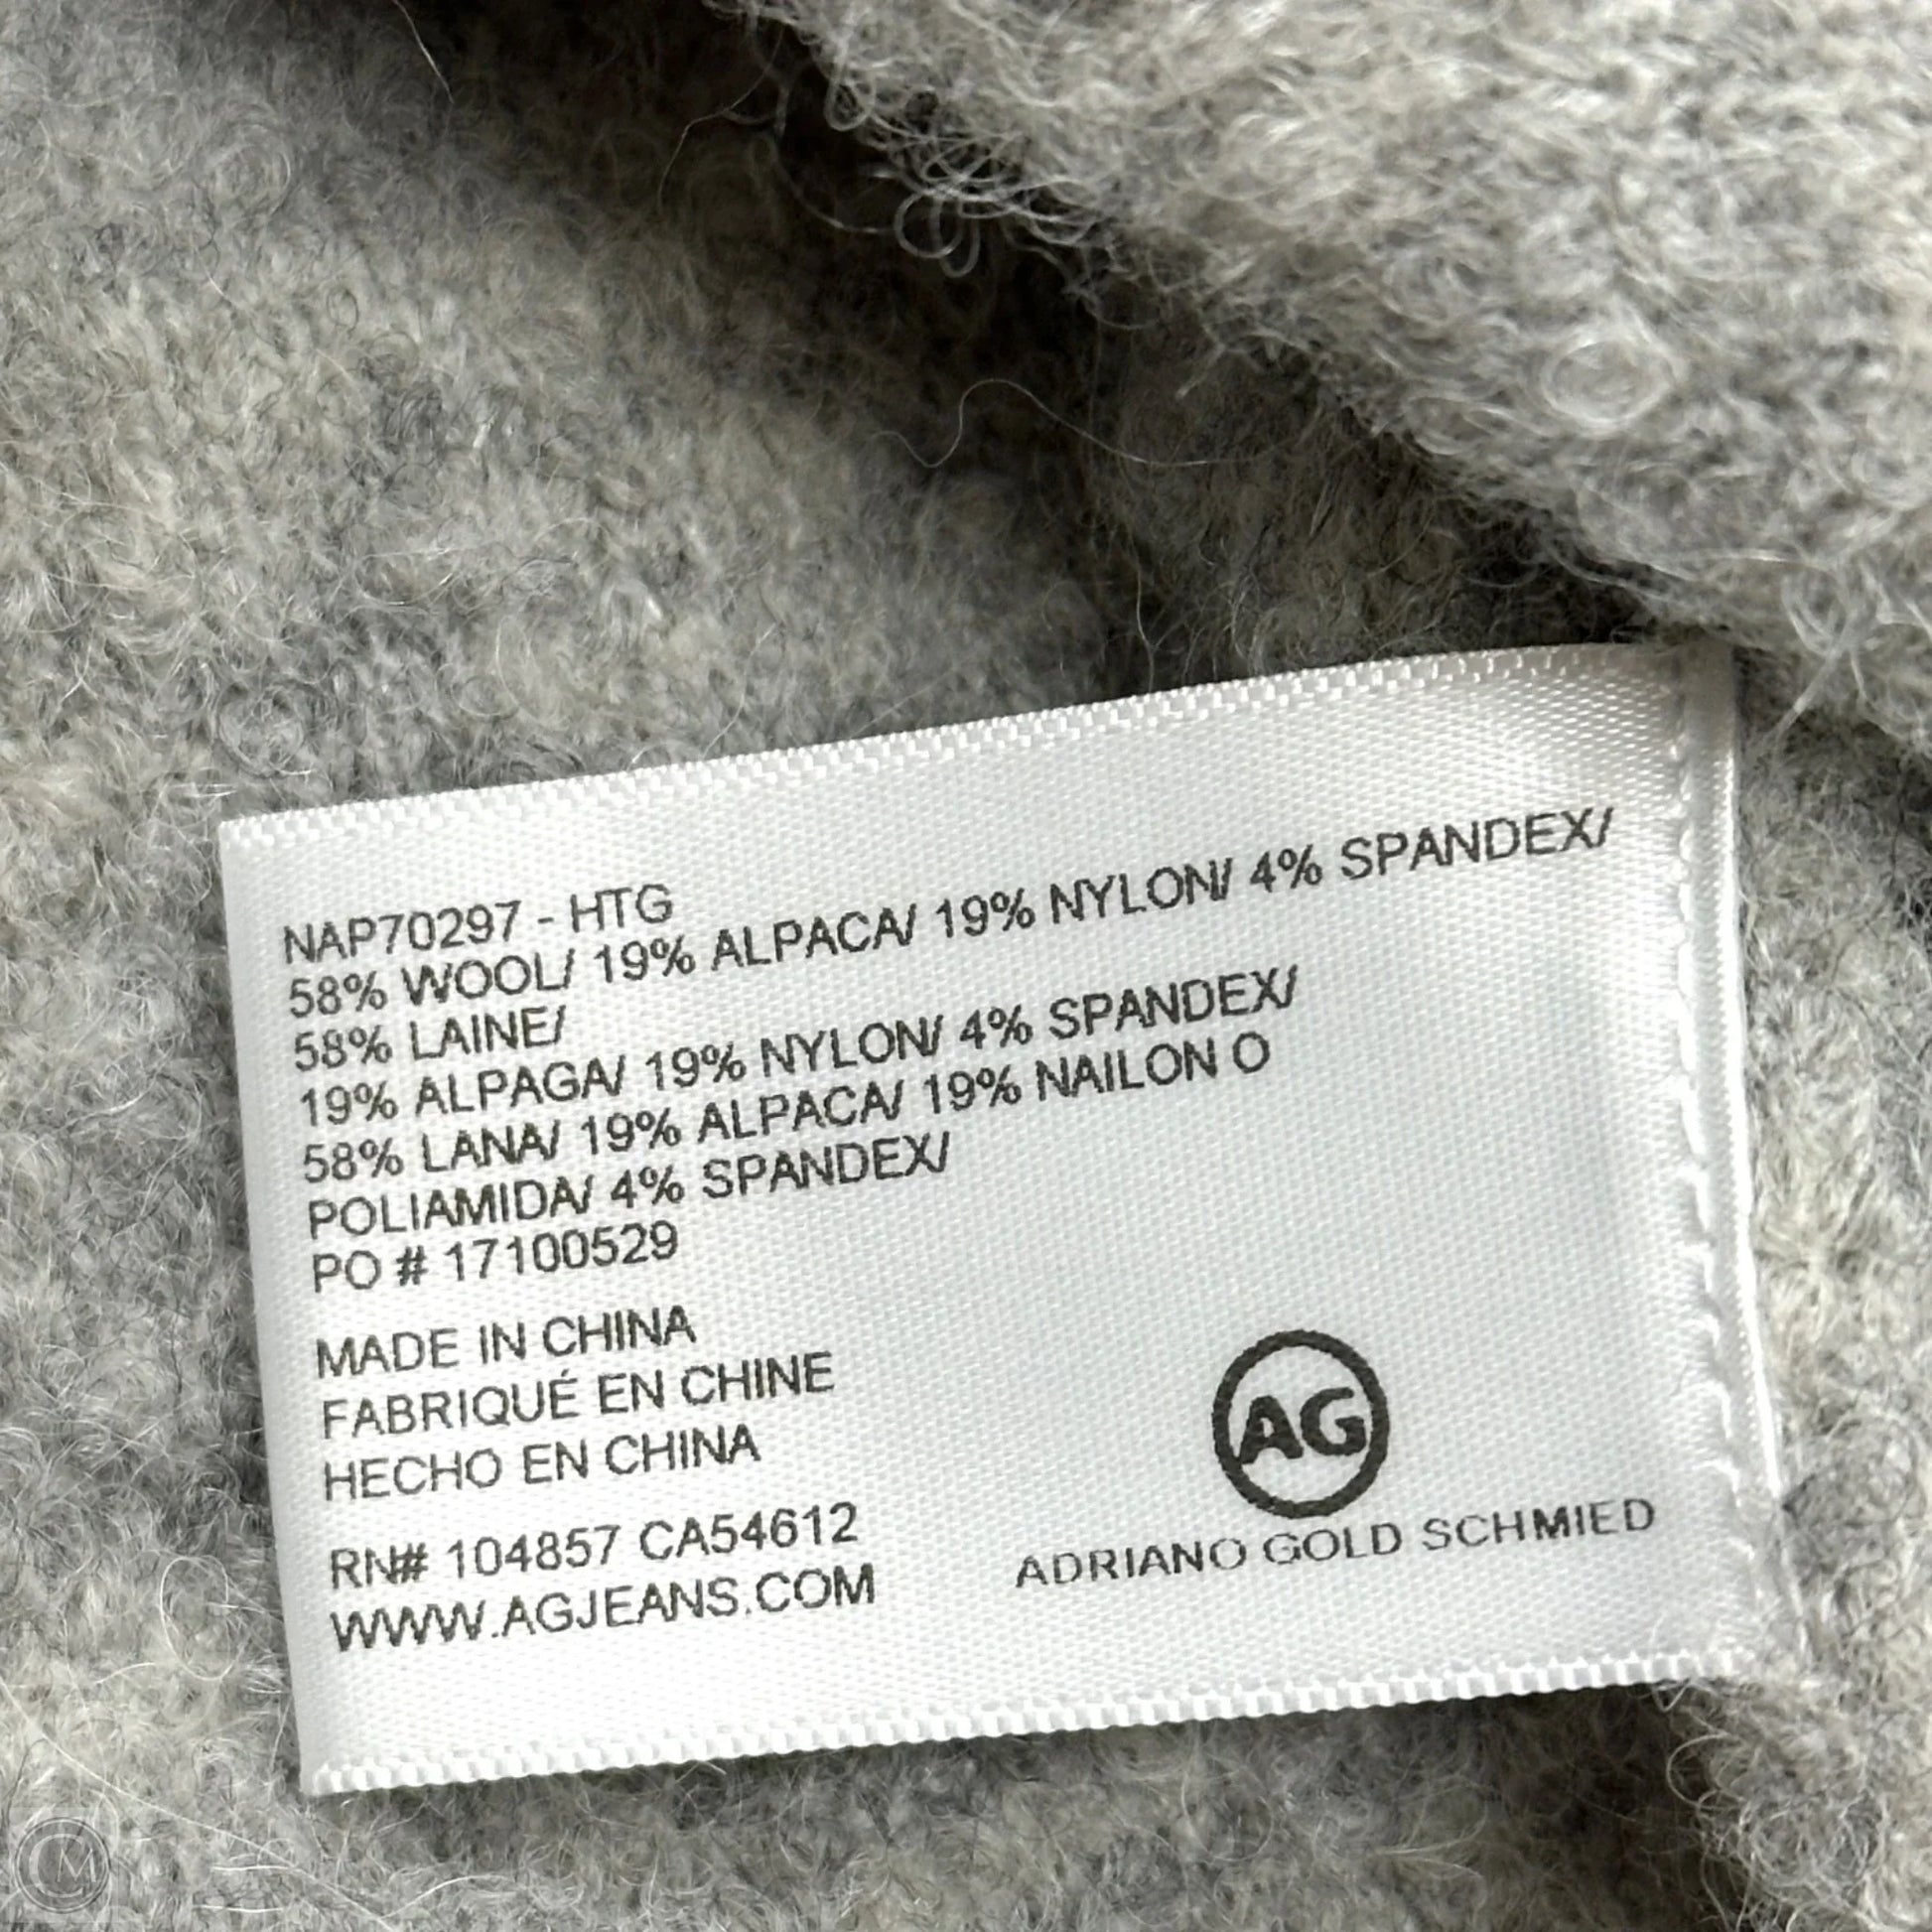 NAP70297 - HTG
58% WOOL/ 19% ALPACA/ 19% NYLON/ 4% SPANDEX/
58% LAINE/
19% ALPAGA/ 19% NYLON/ 4% SPANDEX/
58% LANA/ 19% ALPACA/ 19% NAILON O
POLIAMIDA/ 4% SPANDEX/
PO # 17100529
MADE IN CHINA
FABRIQUÉ EN CHINE
HECHO EN CHINA
RN# 104857 CA54612
WWW.AGJEANS.COM
AG
ADRIANO GOLD SCHMIED